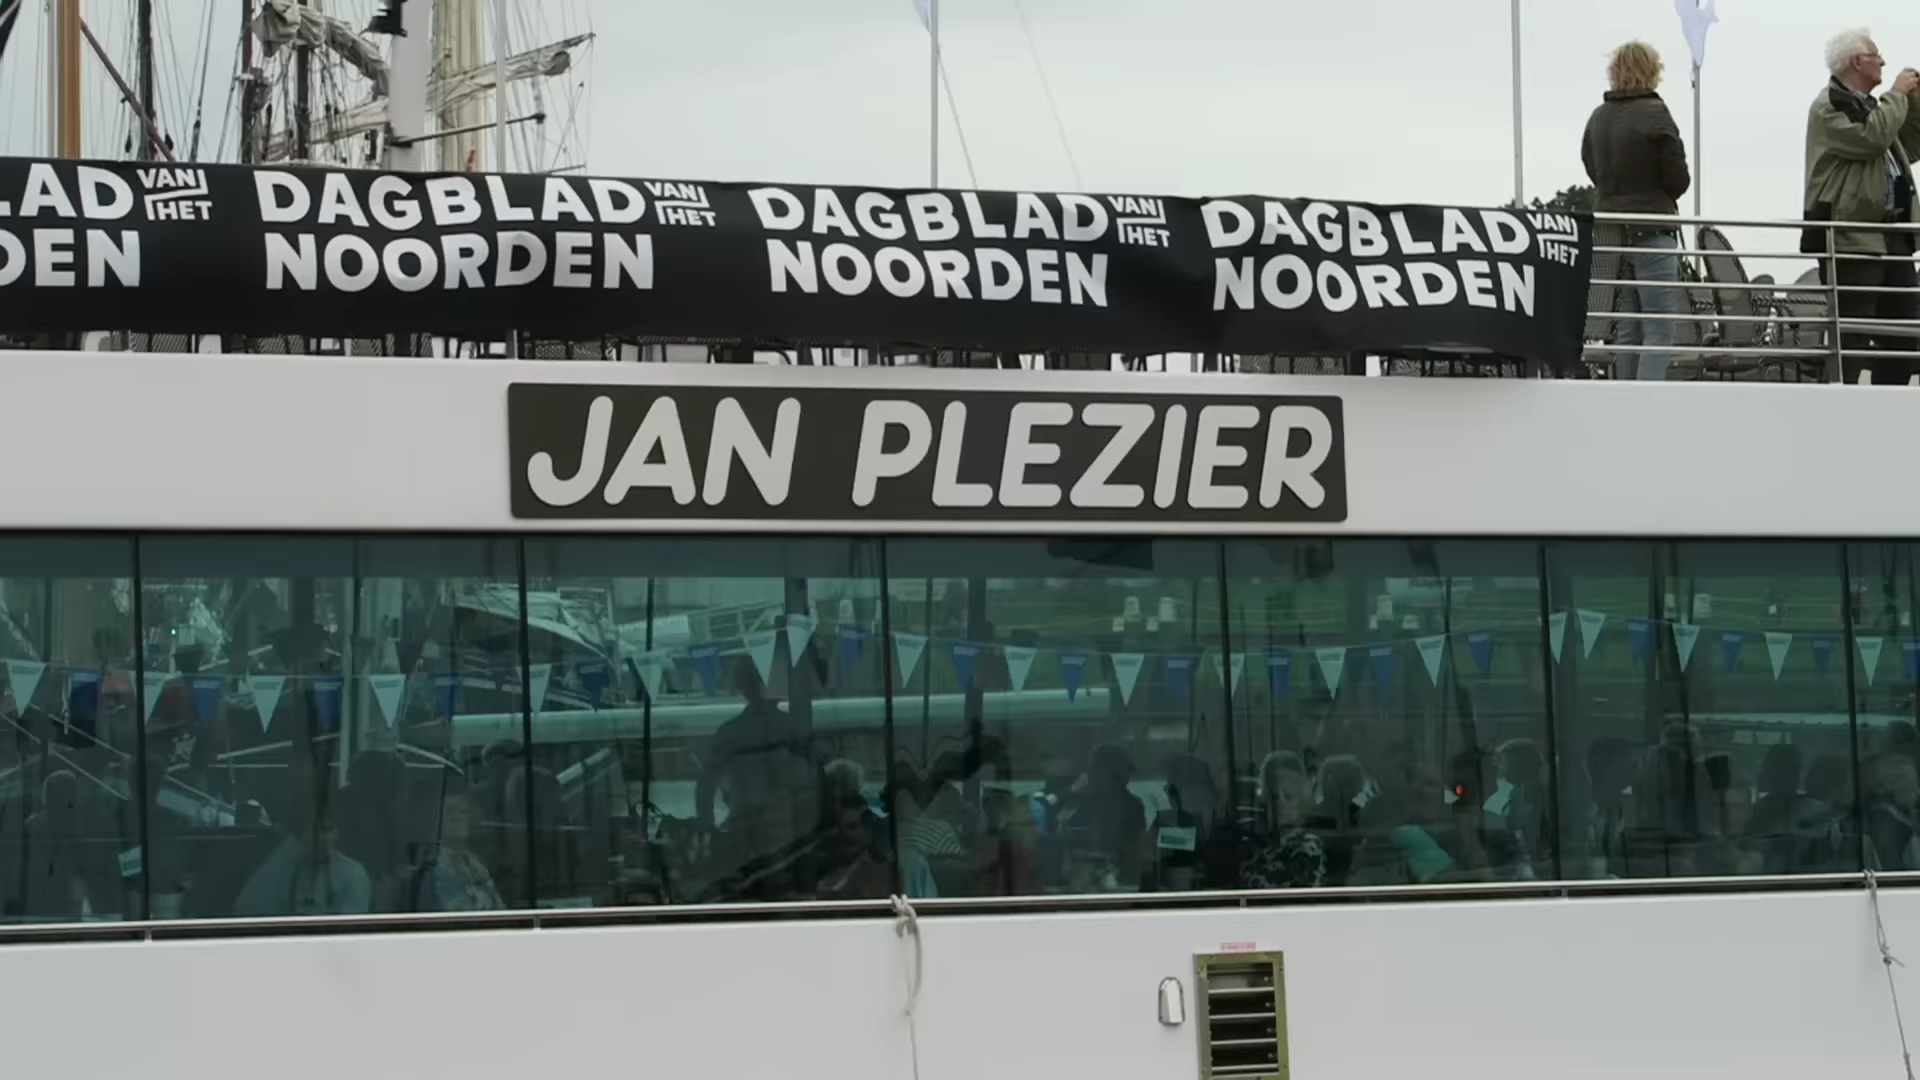 LAD VAN HET
DEN
DAGBLAD VAN HET
NOORDEN
DAGBLAD VAN HET
NOORDEN
DAGBLAD VAN HET
NOORDEN
JAN PLEZIER